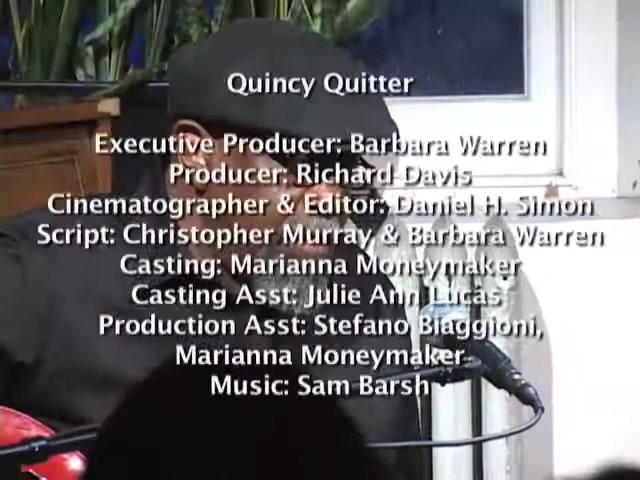 Quincy Quitter
Executive Producer: Barbara Warren
Producer: Richard Davis
Cinematographer & Editor: Daniel H. Simon
Script: Christopher Murray & Barbara Warren
Casting: Marianna Moneymaker
Casting Asst: Julie Ann Lucas
Production Asst: Stefano Biaggioni,
Marianna Moneymaker
Music: Sam Barsh